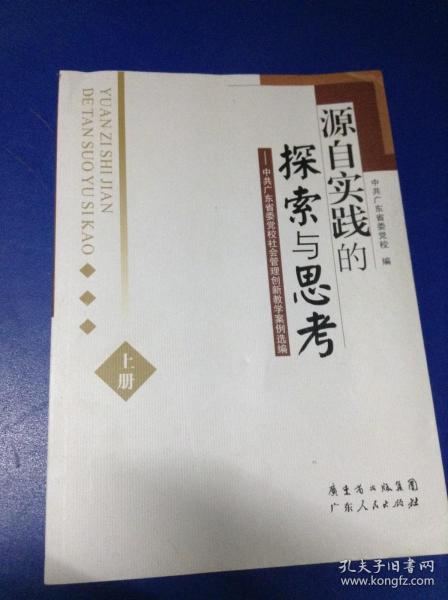 源自实践的
探索与思考
——中共广东省委党校社会管理创新教学案例选编
中共广东省委党校 编
YUAN ZI SHI JIAN
DE TAN SUO YU SI KAO
上册
广东省出版集团
广东人民出版社
孔夫子旧书网
www.kongfz.com